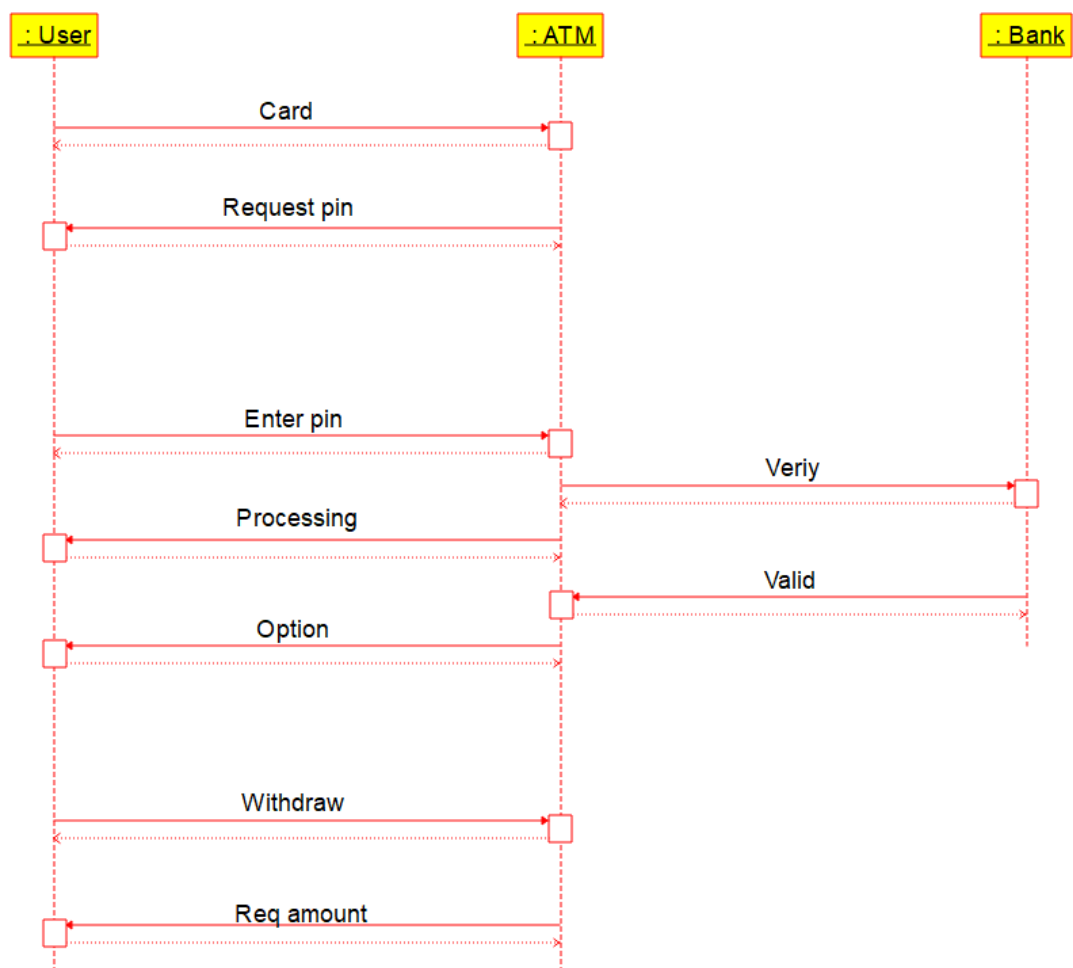 : User
: ATM
: Bank
Card
Request pin
Enter pin
Veriy
Processing
Valid
Option
Withdraw
Req amount